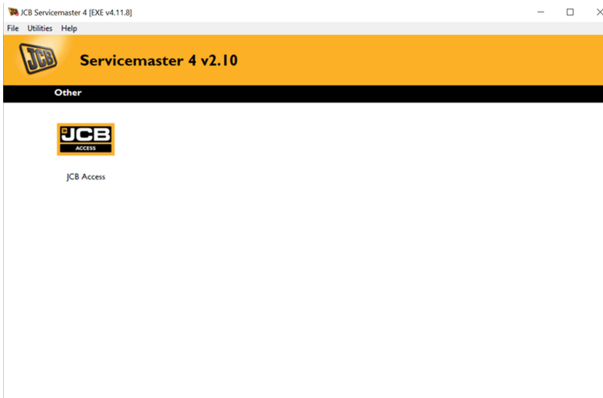 JCB Servicemaster 4 [EXE v4.11.8]
File Utilities Help
JCB Servicemaster 4 v2.10
Other
JCB
ACCESS
JCB Access